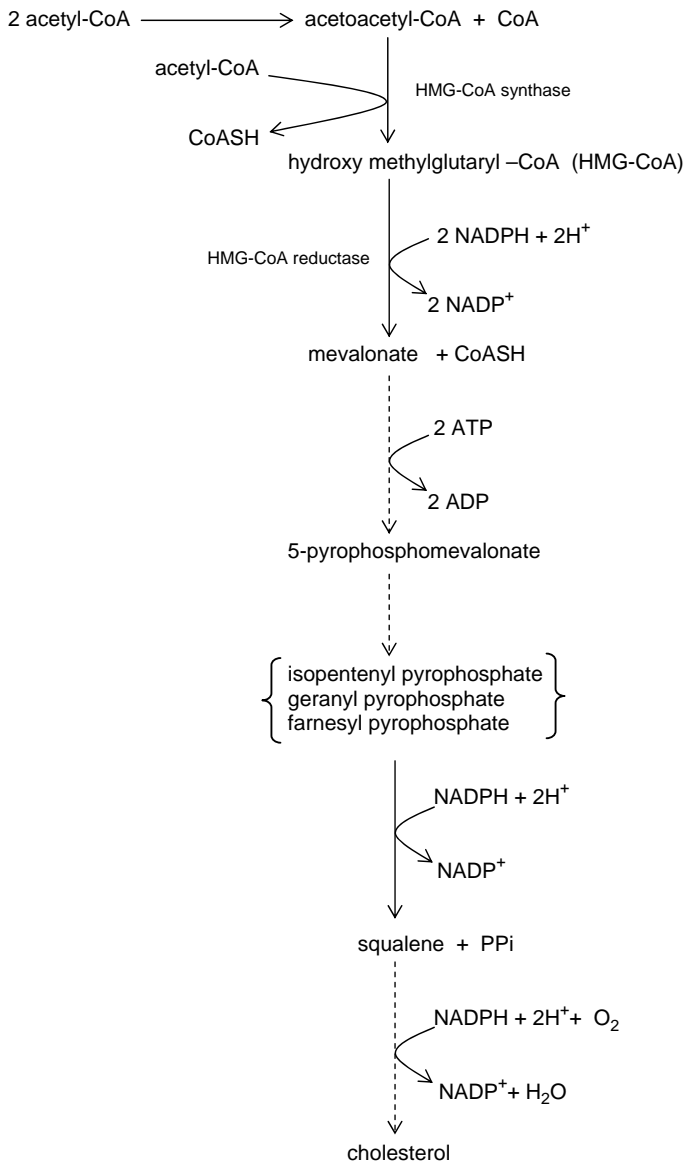 2 acetyl-CoA acetoacetyl-CoA + CoA
acetyl-CoA
HMG-CoA synthase
CoASH
hydroxy methylglutaryl –CoA (HMG-CoA)
2 NADPH + 2H⁺
HMG-CoA reductase
2 NADP⁺
mevalonate + CoASH
2 ATP
2 ADP
5-pyrophosphomevalonate
isopentenyl pyrophosphate
geranyl pyrophosphate
farnesyl pyrophosphate
NADPH + 2H⁺
NADP⁺
squalene + PPi
NADPH + 2H⁺ + O₂
NADP⁺ + H₂O
cholesterol